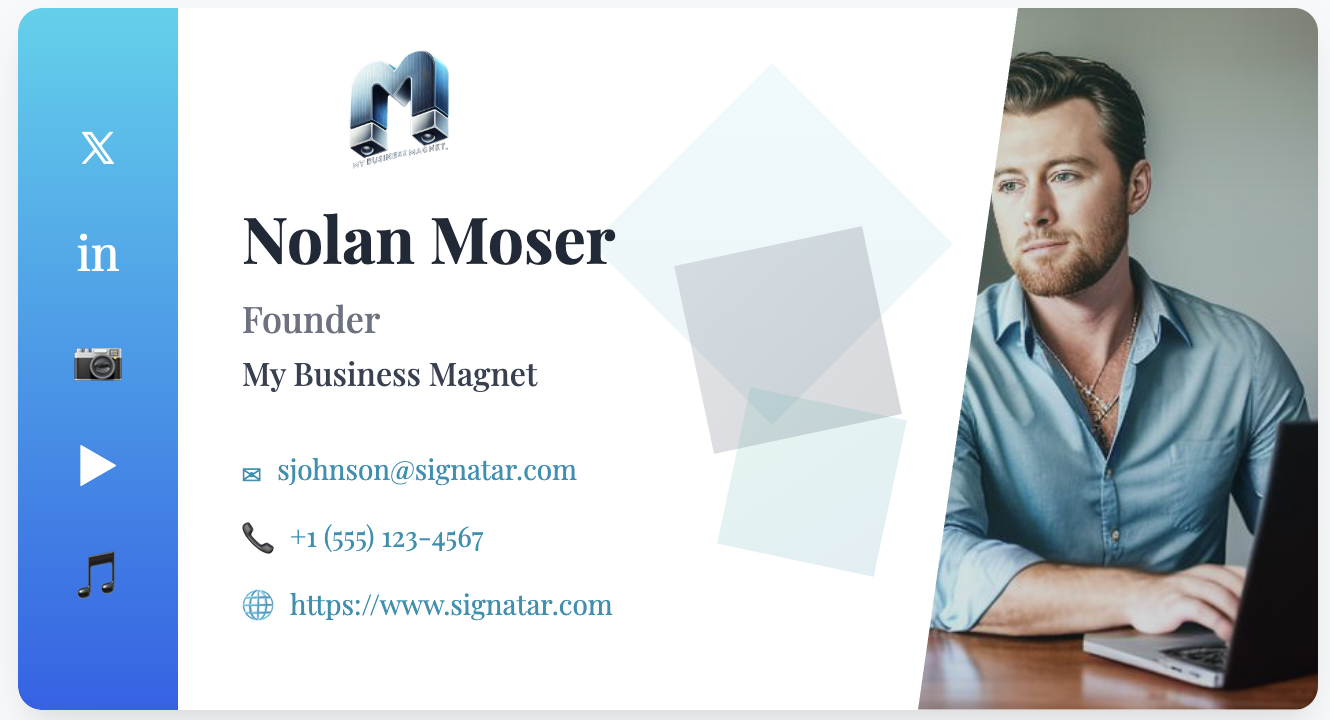 M
MY BUSINESS MAGNET
Nolan Moser
Founder
My Business Magnet
sjohnson@signatar.com
+1 (555) 123-4567
https://www.signatar.com
𝕏
in